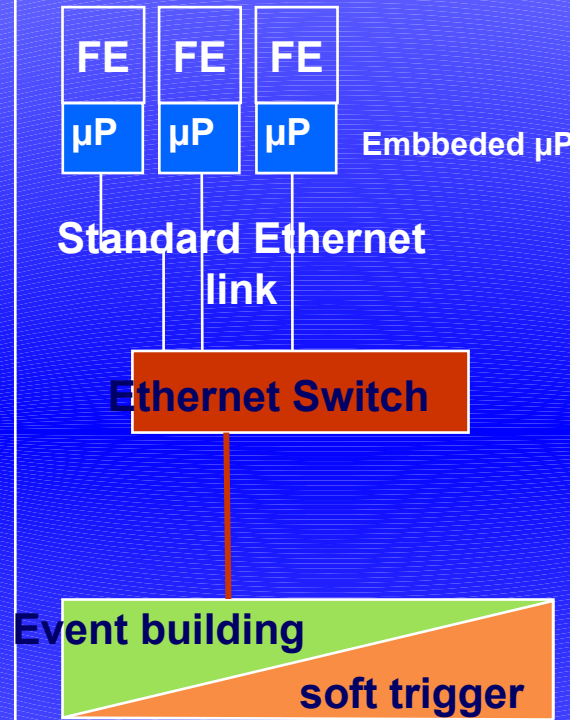 FE FE FE
µP µP µP Embbeded µP
Standard Ethernet
link
Ethernet Switch
Event building
soft trigger